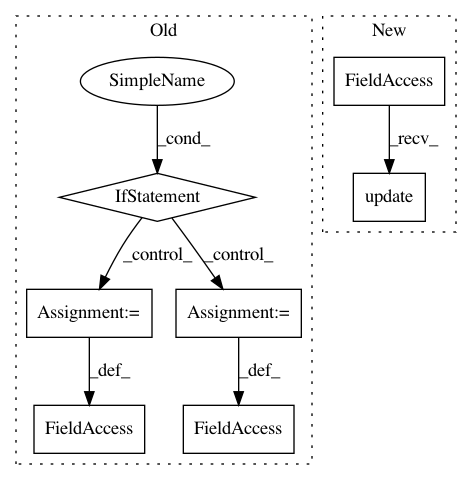 Old
New
SimpleName
FieldAccess
_cond_
_recv_
IfStatement
update
_control_
_control_
Assignment:=
Assignment:=
_def_
_def_
FieldAccess
FieldAccess